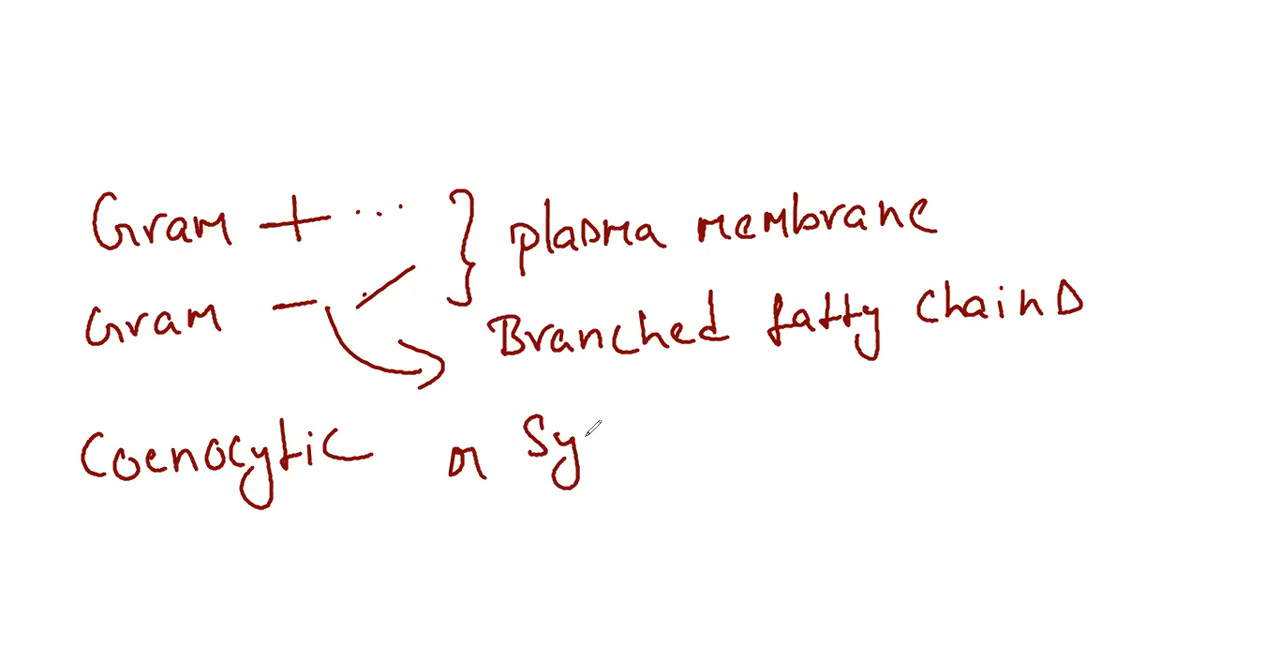 Gram + ... } plasma membrane
Gram -
Branched fatty chains
Coenocytic or Sy